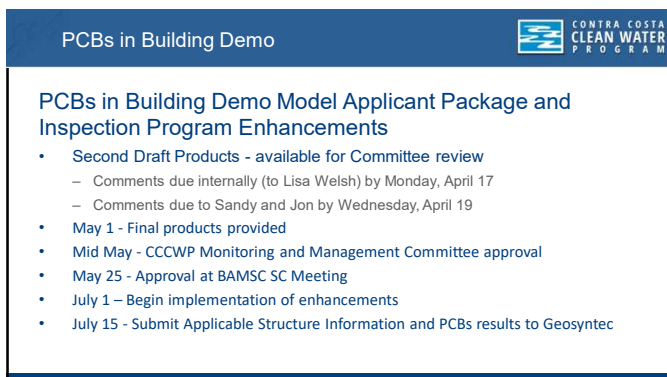 PCBs in Building Demo
CONTRA COSTA
CLEAN WATER
PROGRAM
PCBs in Building Demo Model Applicant Package and
Inspection Program Enhancements
• Second Draft Products - available for Committee review
– Comments due internally (to Lisa Welsh) by Monday, April 17
– Comments due to Sandy and Jon by Wednesday, April 19
• May 1 - Final products provided
• Mid May - CCCWP Monitoring and Management Committee approval
• May 25 - Approval at BAMSC SC Meeting
• July 1 – Begin implementation of enhancements
• July 15 - Submit Applicable Structure Information and PCBs results to Geosyntec